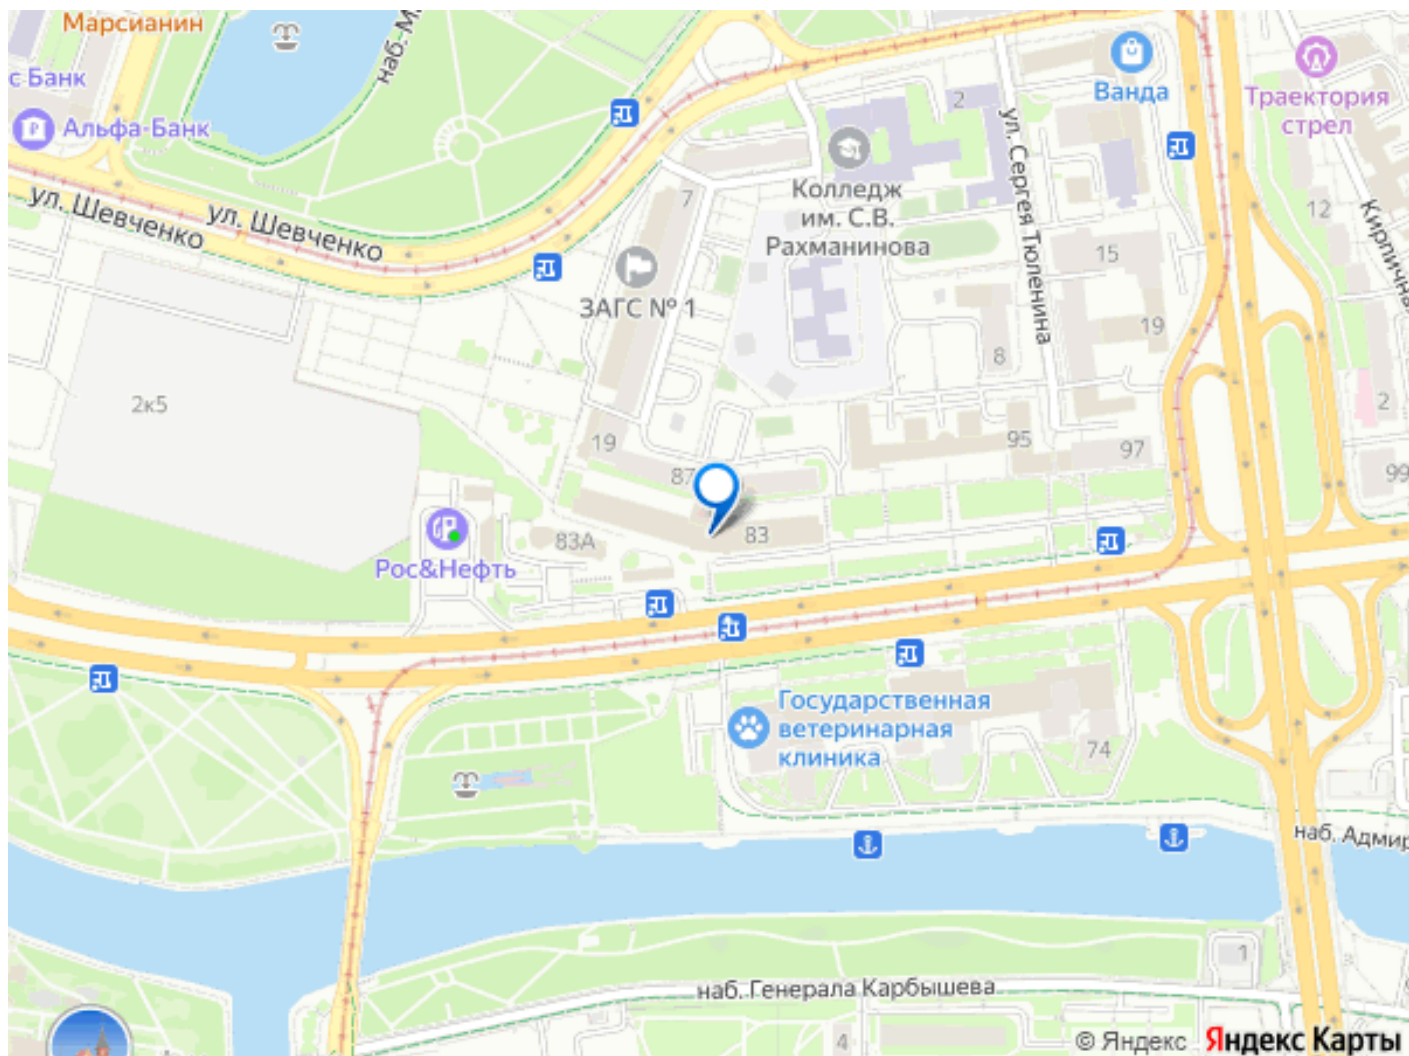 Марсианин
наб. М
с Банк
Альфа-Банк
ул. Шевченко
ул. Шевченко
2
Ванда
Траектория
стрел
Колледж
им. С.В.
Рахманинова
ул. Сергея Тюленина
7
12
Кирпичная
15
ЗАГС № 1
19
8
2к5
2
19
95
97
87
99
83
83А
Рос&Нефть
Государственная
ветеринарная
клиника
74
наб. Адмир
1
3
наб. Генерала Карбышева
4
© Яндекс Яндекс Карты